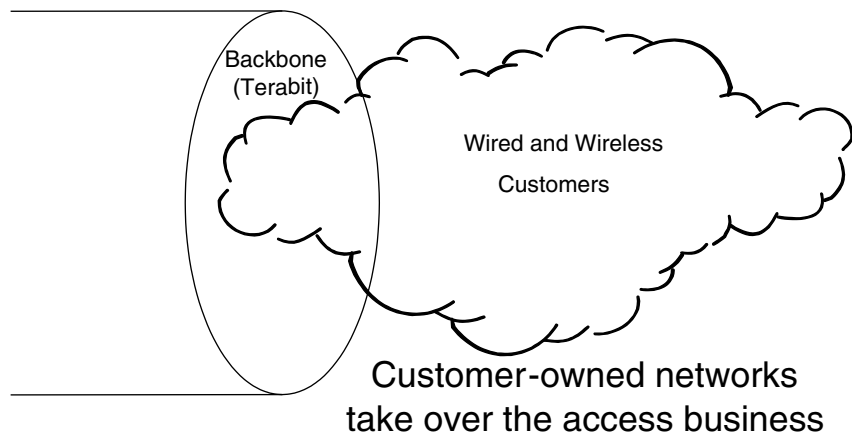 Backbone
(Terabit)
Wired and Wireless
Customers
Customer-owned networks
take over the access business